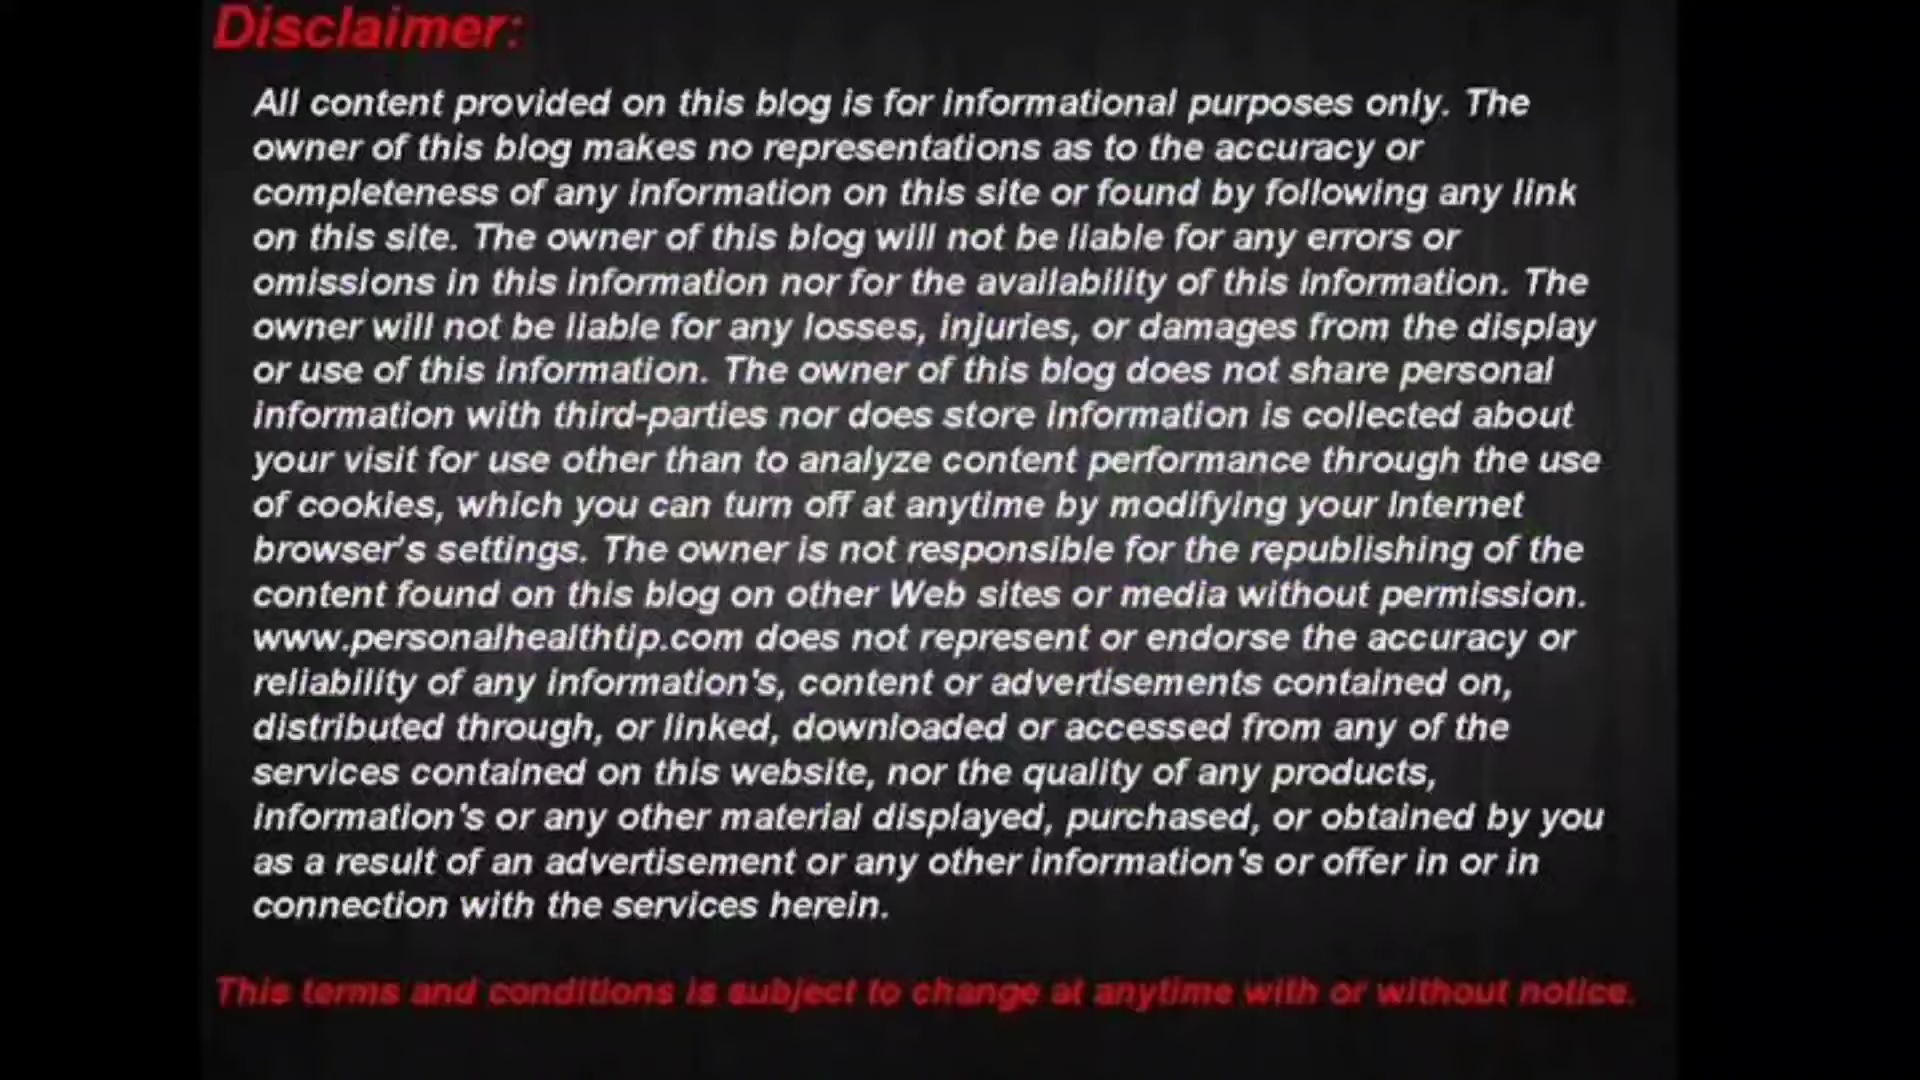 Disclaimer:
All content provided on this blog is for informational purposes only. The
owner of this blog makes no representations as to the accuracy or
completeness of any information on this site or found by following any link
on this site. The owner of this blog will not be liable for any errors or
omissions in this information nor for the availability of this information. The
owner will not be liable for any losses, injuries, or damages from the display
or use of this information. The owner of this blog does not share personal
information with third-parties nor does store information is collected about
your visit for use other than to analyze content performance through the use
of cookies, which you can turn off at anytime by modifying your Internet
browser's settings. The owner is not responsible for the republishing of the
content found on this blog on other Web sites or media without permission.
www.personalhealthtip.com does not represent or endorse the accuracy or
reliability of any information's, content or advertisements contained on,
distributed through, or linked, downloaded or accessed from any of the
services contained on this website, nor the quality of any products,
information's or any other material displayed, purchased, or obtained by you
as a result of an advertisement or any other information's or offer in or in
connection with the services herein.
This terms and conditions is subject to change at anytime with or without notice.